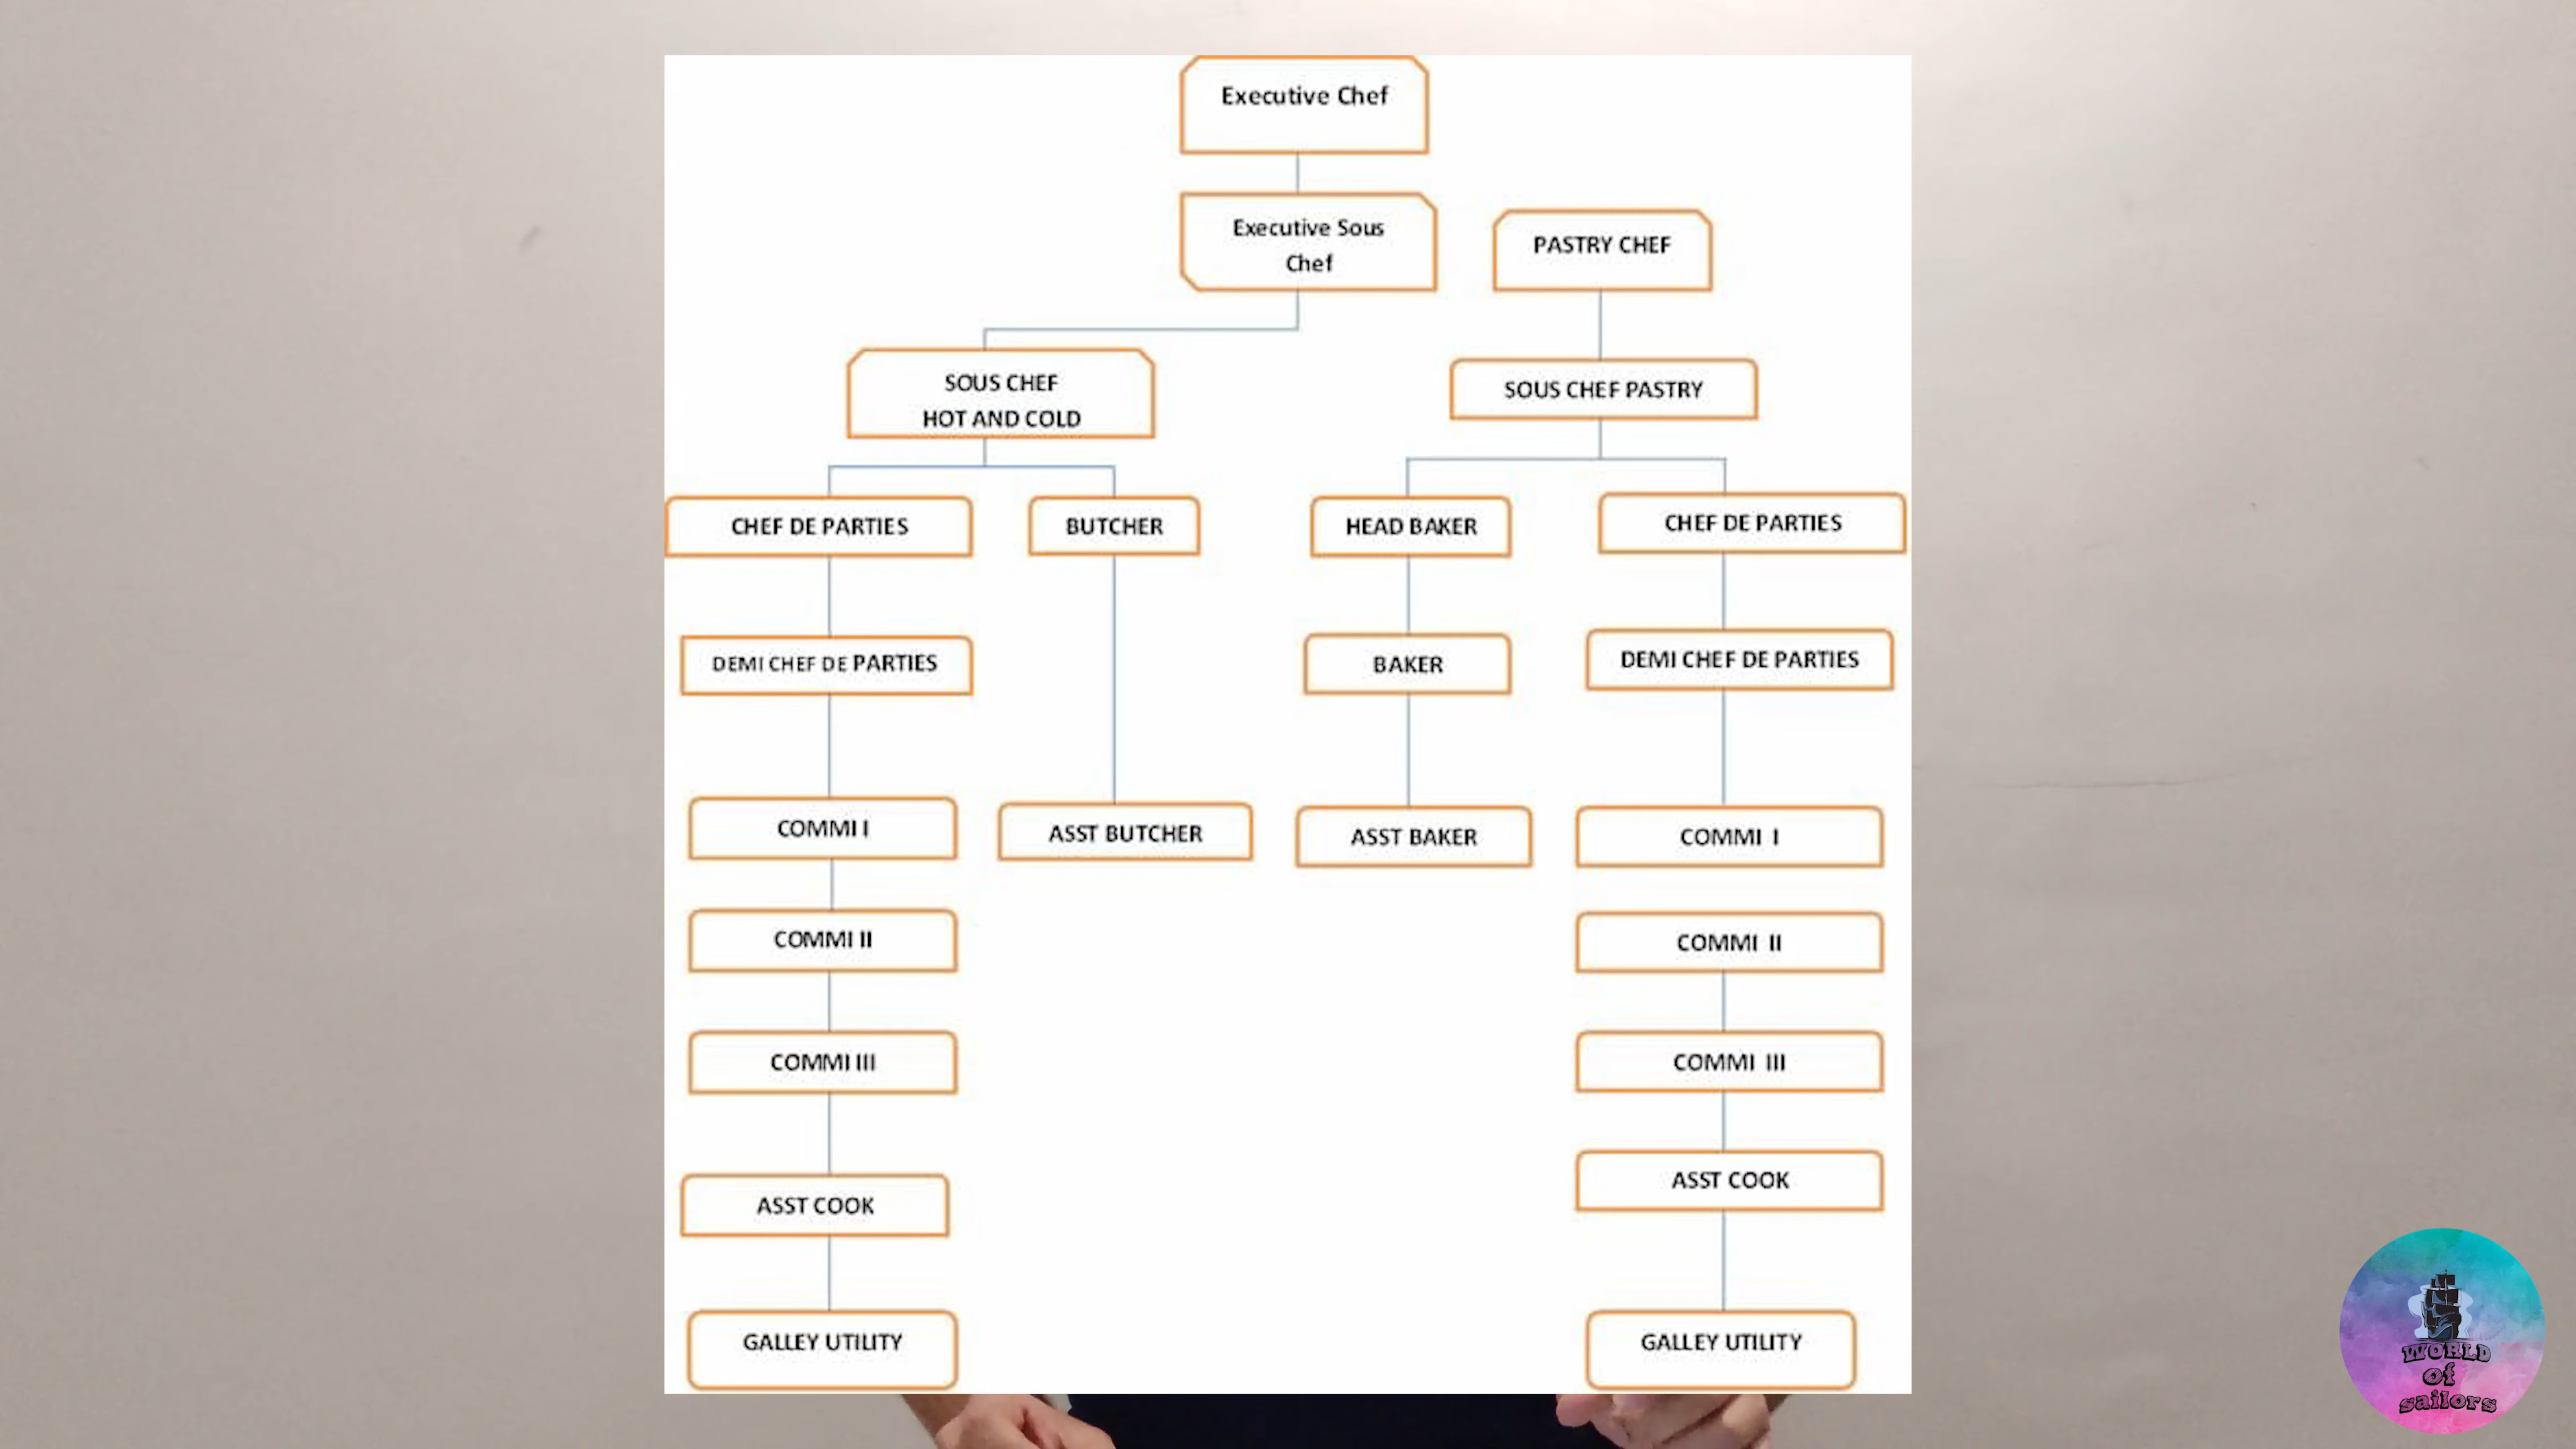 Executive Chef
Executive Sous
Chef
PASTRY CHEF
SOUS CHEF
HOT AND COLD
SOUS CHEF PASTRY
CHEF DE PARTIES
BUTCHER
HEAD BAKER
CHEF DE PARTIES
DEMI CHEF DE PARTIES
BAKER
DEMI CHEF DE PARTIES
COMMI I
ASST BUTCHER
ASST BAKER
COMMI I
COMMI II
COMMI II
COMMI III
COMMI III
ASST COOK
ASST COOK
GALLEY UTILITY
GALLEY UTILITY
WORLD
Of
sailors